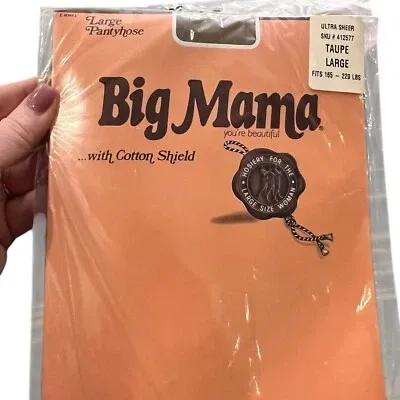 Large
Pantyhose
ULTRA SHEER
SKU # 412577
TAUPE
LARGE
FITS 165 - 220 LBS
Big Mama®
you're beautiful
...with Cotton Shield
HOSIERY FOR THE
LARGE SIZE WOMAN